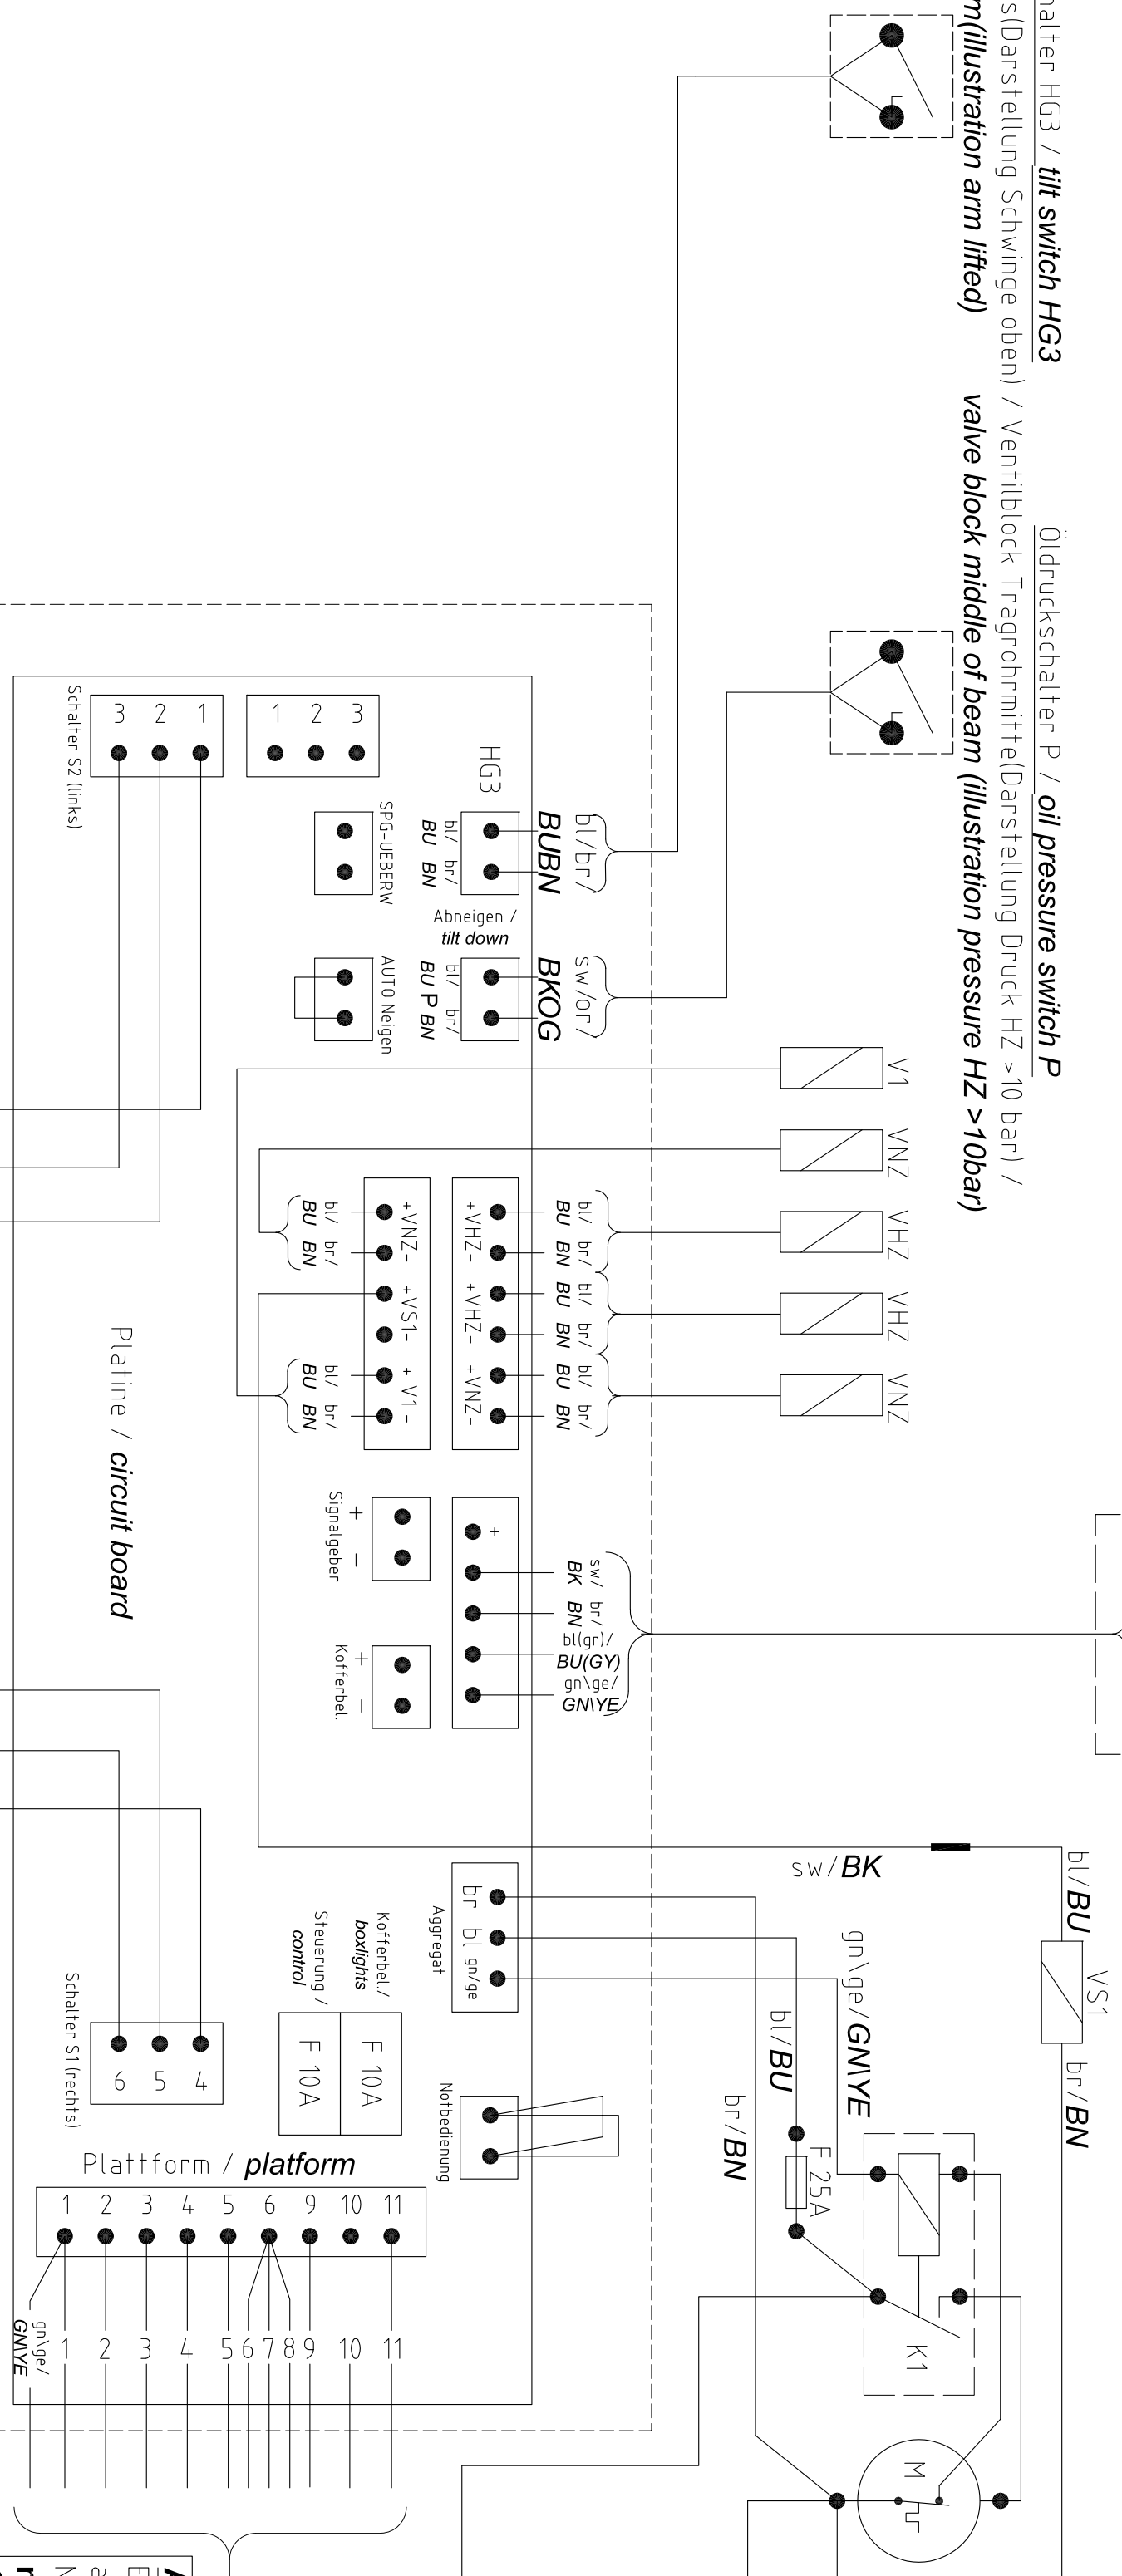 halter HG3 / tilt switch HG3
s(Darstellung Schwinge oben) / Ventilblock Tragrohrmitte(Darstellung Druck HZ >10 bar) /
m(illustration arm lifted)
Öldruckschalter P / oil pressure switch P
valve block middle of beam (illustration pressure HZ >10bar)
3 2 1
Schalter S2 (links)
1 2 3
HG3
bl/br/
BUBN
bl/ br/
BU BN
SPG-UEBERW
Abneigen /
tilt down
sw/or/
BKOG
bl/ br/
BU P BN
AUTO Neigen
V1
VNZ
VHZ
VHZ
VNZ
bl/ br/
BU BN
bl/ br/
BU BN
bl/ br/
BU BN
+VHZ-
+VHZ-
+VNZ-
+VNZ-
+VS1-
+ V1 -
bl/ br/
BU BN
bl/ br/
BU BN
Platine / circuit board
+ -
Signalgeber
+
sw/ br/
BK BN
bl(gr)/
BU(GY)
gn\ge/
GN\YE
+ -
Kofferbel.
sw/BK
bl/BU
VS1
br/BN
br bl gn/ge
Aggregat
gn\ge/GN\YE
bl/BU
br/BN
F 25A
K1
M
Kofferbel./
boxlights
Steuerung /
control
F 10A
F 10A
Notbedienung
Schalter S1 (rechts)
6 5 4
Plattform / platform
1 2 3 4 5 6 9 10 11
gn\ge/
GN\YE
1 2 3 4 5 6 7 8 9 10 11